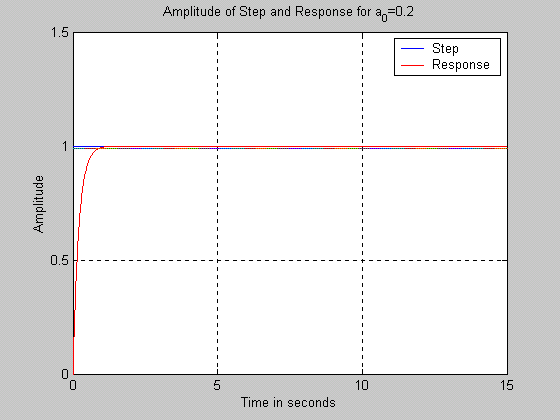 Amplitude of Step and Response for a0=0.2
1.5
Step
Response
1
Amplitude
0.5
0
0
5
10
15
Time in seconds